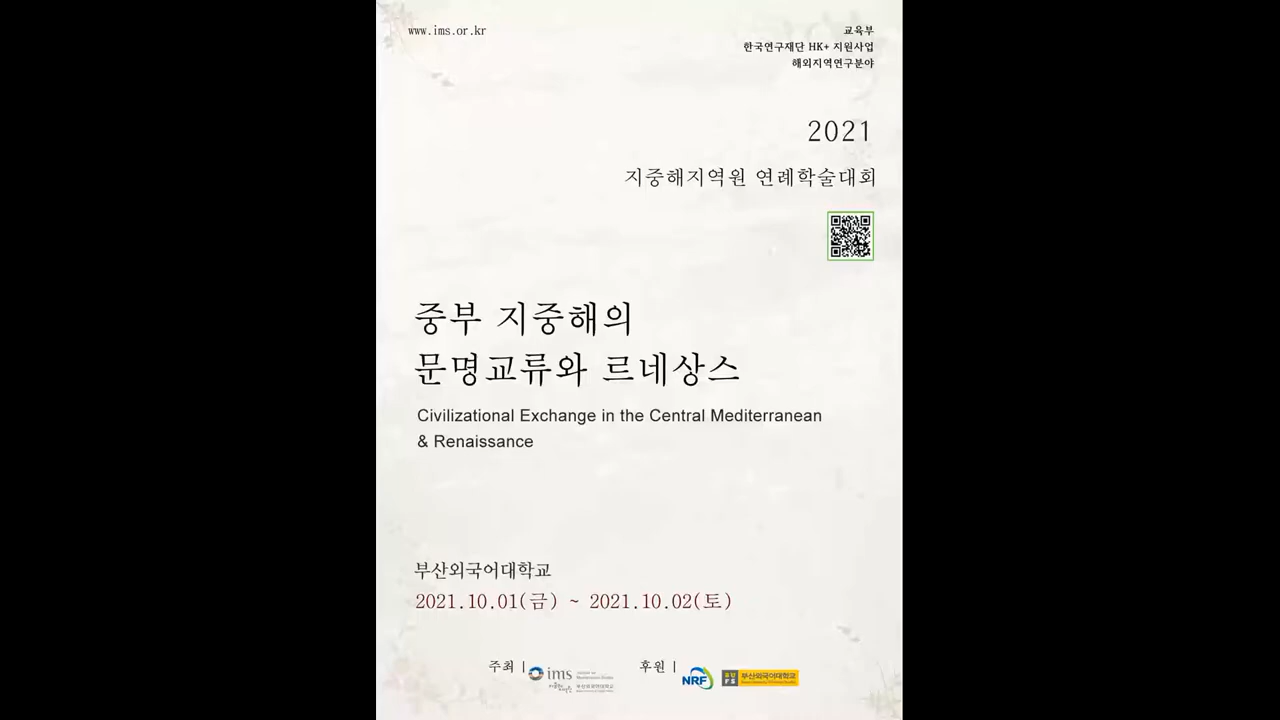 www.ims.or.kr
교육부
한국연구재단 HK+ 지원사업
해외지역연구분야
2021
지중해지역원 연례학술대회
중부 지중해의
문명교류와 르네상스
Civilizational Exchange in the Central Mediterranean
& Renaissance
부산외국어대학교
2021.10.01(금) ~ 2021.10.02(토)
주최 | ims
후원 | NRF 부산외국어대학교